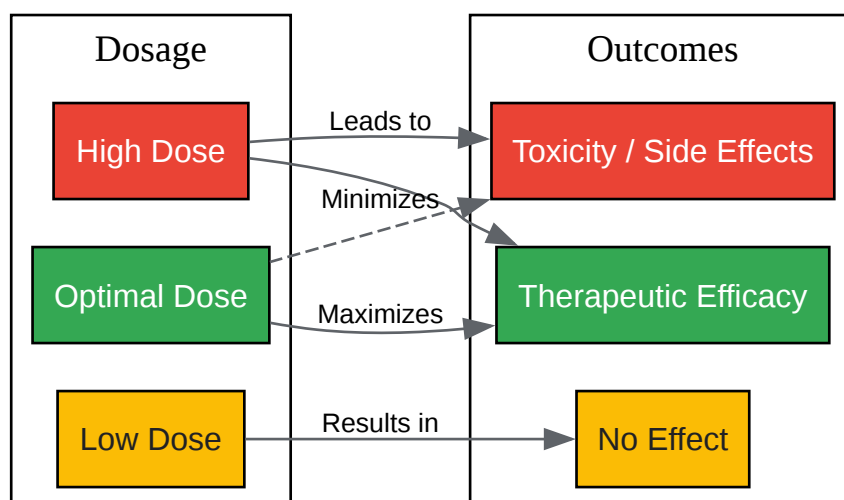 Dosage
Outcomes
High Dose
Leads to
Toxicity / Side Effects
Minimizes
Optimal Dose
Maximizes
Therapeutic Efficacy
Low Dose
Results in
No Effect